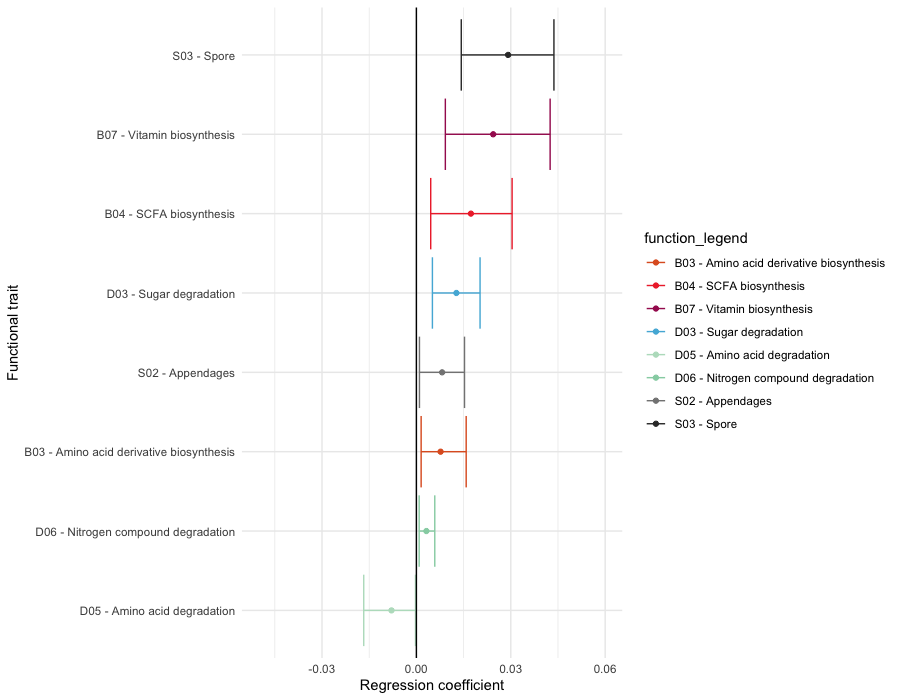 S03 - Spore
B07 - Vitamin biosynthesis
B04 - SCFA biosynthesis
D03 - Sugar degradation
S02 - Appendages
B03 - Amino acid derivative biosynthesis
D06 - Nitrogen compound degradation
D05 - Amino acid degradation
Functional trait
-0.03 0.00 0.03 0.06
Regression coefficient
function_legend
B03 - Amino acid derivative biosynthesis
B04 - SCFA biosynthesis
B07 - Vitamin biosynthesis
D03 - Sugar degradation
D05 - Amino acid degradation
D06 - Nitrogen compound degradation
S02 - Appendages
S03 - Spore